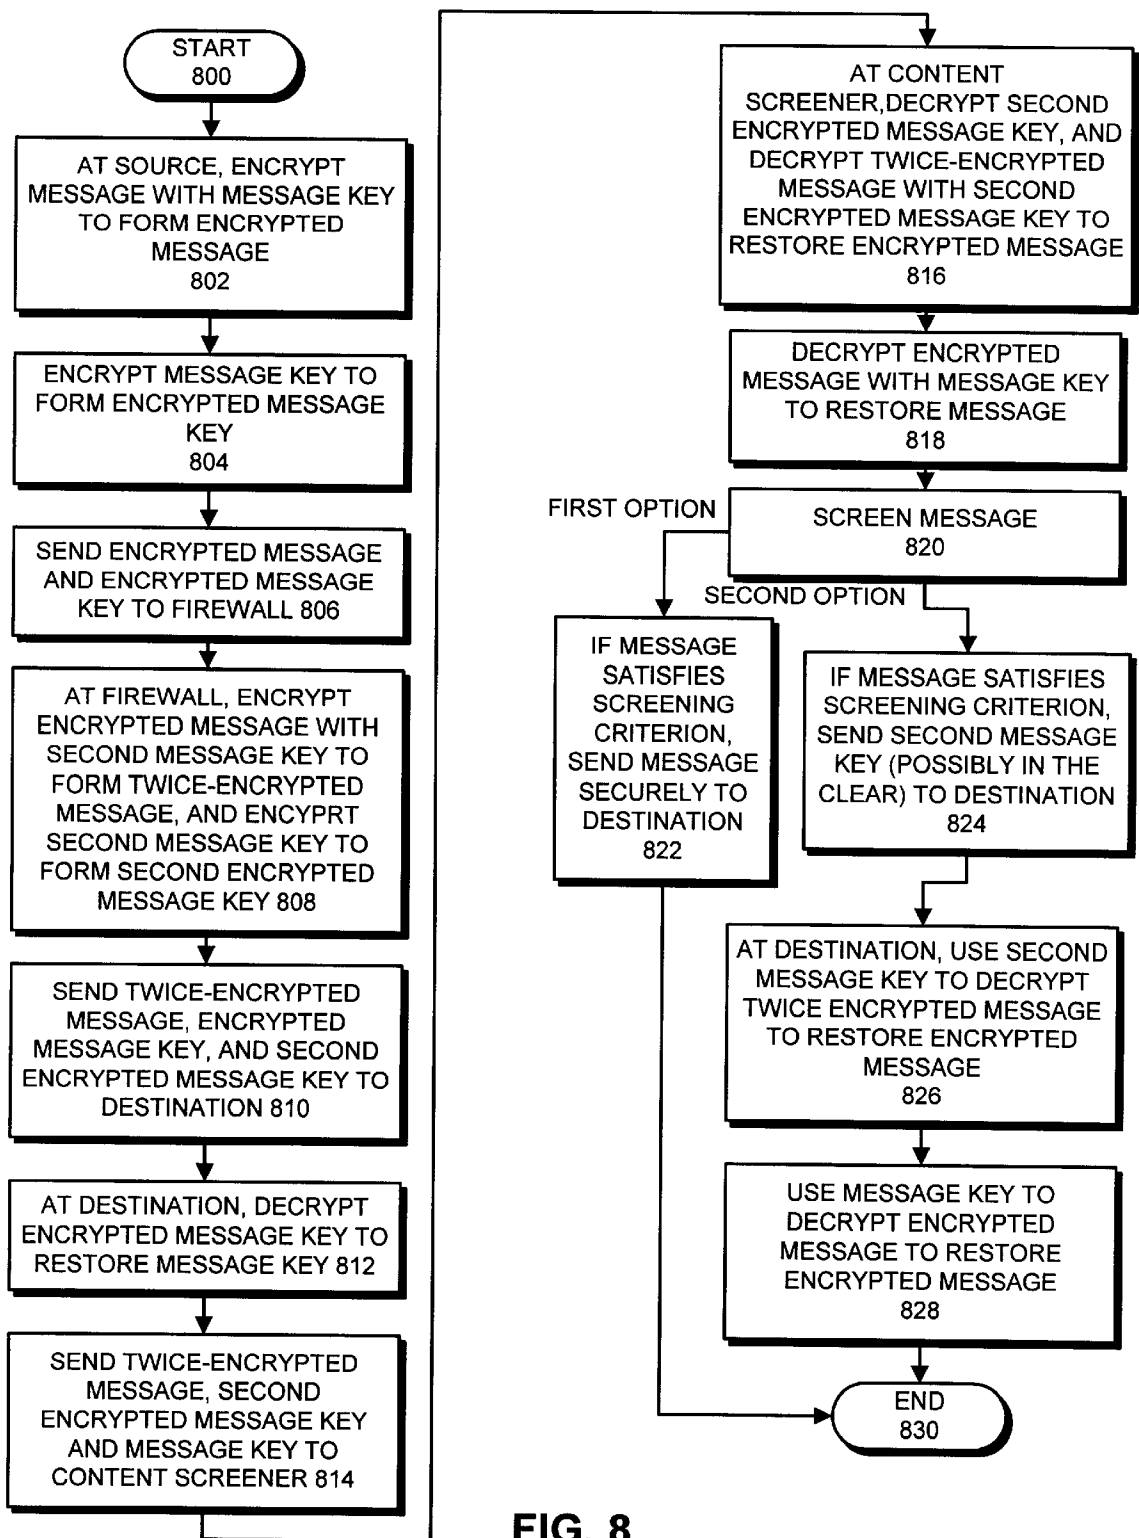 START
800
AT SOURCE, ENCRYPT
MESSAGE WITH MESSAGE KEY
TO FORM ENCRYPTED
MESSAGE
802
ENCRYPT MESSAGE KEY TO
FORM ENCRYPTED MESSAGE
KEY
804
SEND ENCRYPTED MESSAGE
AND ENCRYPTED MESSAGE
KEY TO FIREWALL 806
AT FIREWALL, ENCRYPT
ENCRYPTED MESSAGE WITH
SECOND MESSAGE KEY TO
FORM TWICE-ENCRYPTED
MESSAGE, AND ENCYPRT
SECOND MESSAGE KEY TO
FORM SECOND ENCRYPTED
MESSAGE KEY 808
SEND TWICE-ENCRYPTED
MESSAGE, ENCRYPTED
MESSAGE KEY, AND SECOND
ENCRYPTED MESSAGE KEY TO
DESTINATION 810
AT DESTINATION, DECRYPT
ENCRYPTED MESSAGE KEY TO
RESTORE MESSAGE KEY 812
SEND TWICE-ENCRYPTED
MESSAGE, SECOND
ENCRYPTED MESSAGE KEY
AND MESSAGE KEY TO
CONTENT SCREENER 814
AT CONTENT
SCREENER,DECRYPT SECOND
ENCRYPTED MESSAGE KEY, AND
DECRYPT TWICE-ENCRYPTED
MESSAGE WITH SECOND
ENCRYPTED MESSAGE KEY TO
RESTORE ENCRYPTED MESSAGE
816
DECRYPT ENCRYPTED
MESSAGE WITH MESSAGE KEY
TO RESTORE MESSAGE
818
SCREEN MESSAGE
820
FIRST OPTION
SECOND OPTION
IF MESSAGE
SATISFIES
SCREENING
CRITERION,
SEND MESSAGE
SECURELY TO
DESTINATION
822
IF MESSAGE SATISFIES
SCREENING CRITERION,
SEND SECOND MESSAGE
KEY (POSSIBLY IN THE
CLEAR) TO DESTINATION
824
AT DESTINATION, USE SECOND
MESSAGE KEY TO DECRYPT
TWICE ENCRYPTED MESSAGE
TO RESTORE ENCRYPTED
MESSAGE
826
USE MESSAGE KEY TO
DECRYPT ENCRYPTED
MESSAGE TO RESTORE
ENCRYPTED MESSAGE
828
END
830
FIG. 8